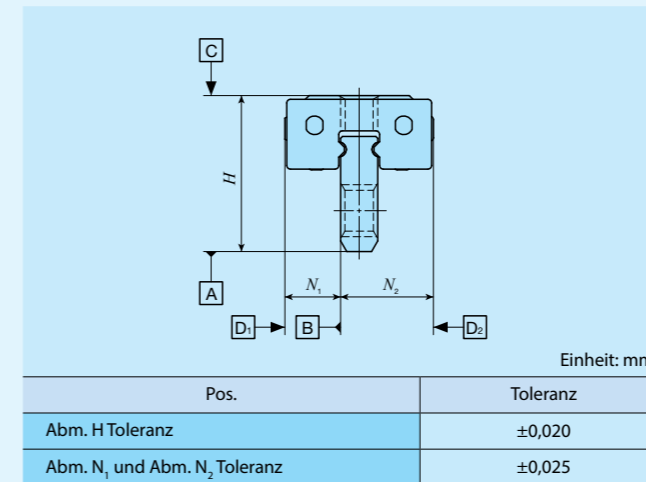 C
H
A
N₁ N₂
D₁ B D₂
Einheit: mm
Pos. Toleranz
Abm. H Toleranz ±0,020
Abm. N₁ und Abm. N₂ Toleranz ±0,025